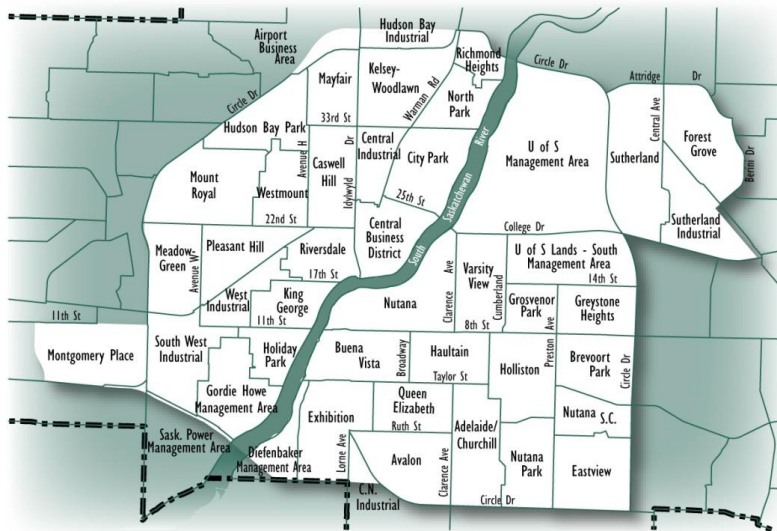 Hudson Bay
Industrial
Airport
Business
Area
Richmond
Heights
Circle Dr
Attridge Dr
Mayfair
Kelsey-
Woodlawn
Warman Rd
North
Park
Circle Dr
33rd St
Hudson Bay Park
Avenue H
Caswell
Hill
Idylwyld Dr
Central
Industrial
City Park
River
U of S
Management Area
Sutherland
Central Ave
Forest
Grove
Berini Dr
Mount
Royal
Westmount
22nd St
25th St
Saskatchewan
South
Central
Business
District
College Dr
Sutherland
Industrial
Meadow-
Green
Avenue W
Pleasant Hill
Riversdale
17th St
West
Industrial
King
George
11th St
11th St
Nutana
Clarence Ave
Varsity
View
Cumberland
8th St
U of S Lands - South
Management Area
14th St
Grosvenor
Park
Preston Ave
Greystone
Heights
Montgomery Place
South West
Industrial
Holiday
Park
Buena
Vista
Broadway
Haultain
Taylor St
Holliston
Brevoort
Park
Circle Dr
Gordie Howe
Management Area
Exhibition
Queen
Elizabeth
Ruth St
Adelaide/
Churchill
Nutana
S.C.
Sask. Power
Management Area
Diefenbaker
Management Area
Lorne Ave
Avalon
Clarence Ave
Nutana
Park
Eastview
C.N.
Industrial
Circle Dr